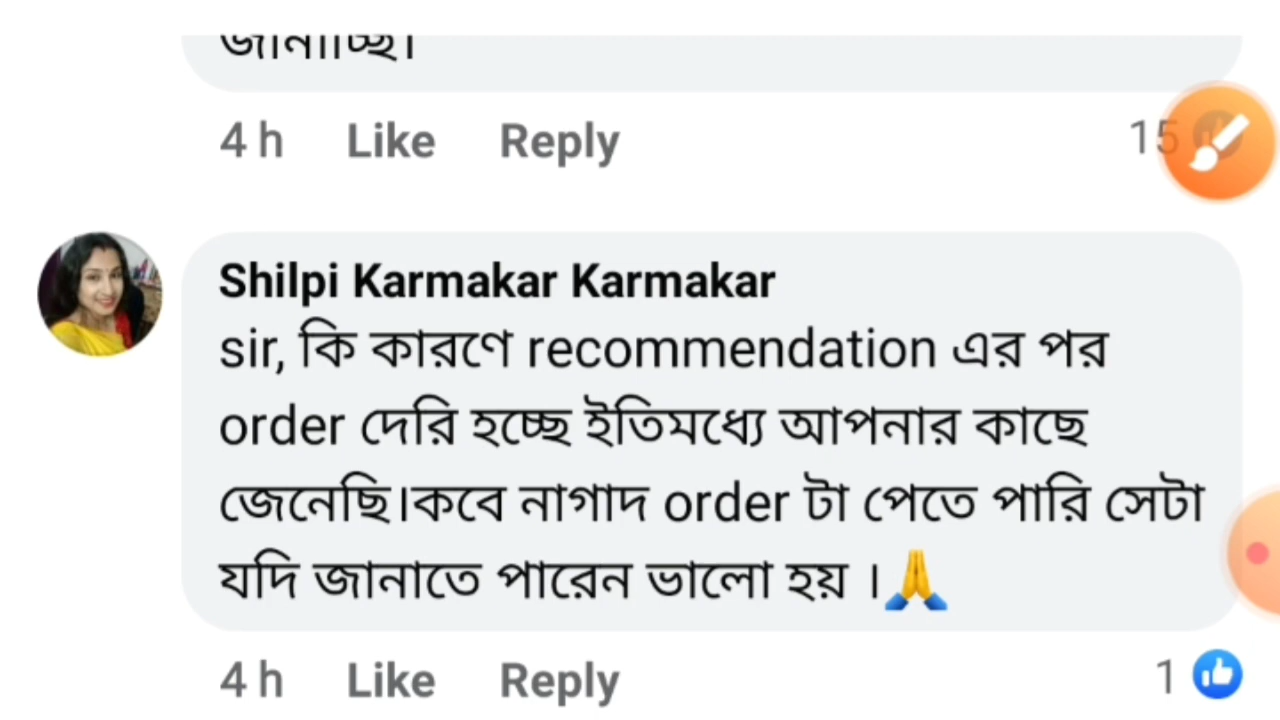 জানাচ্ছি।
4 h Like Reply 15
Shilpi Karmakar Karmakar
sir, কি কারণে recommendation এর পর
order দেরি হচ্ছে ইতিমধ্যে আপনার কাছে
জেনেছি।কবে নাগাদ order টা পেতে পারি সেটা
যদি জানাতে পারেন ভালো হয় ।🙏
4 h Like Reply 1